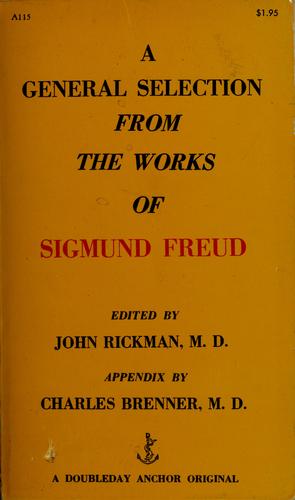 A115
$1.95
A
GENERAL SELECTION
FROM
THE WORKS
OF
SIGMUND FREUD
EDITED BY
JOHN RICKMAN, M. D.
APPENDIX BY
CHARLES BRENNER, M. D.
A DOUBLEDAY ANCHOR ORIGINAL